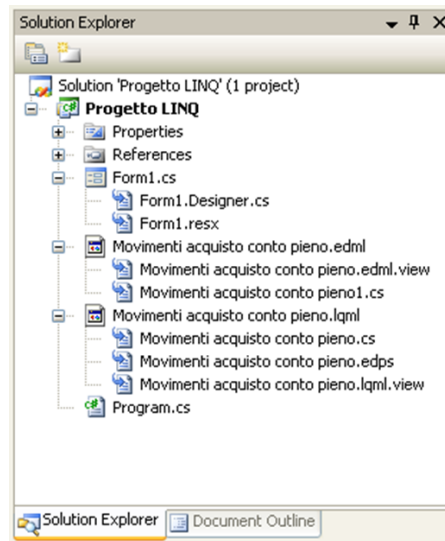 Solution Explorer
Solution 'Progetto LINQ' (1 project)
Progetto LINQ
Properties
References
Form1.cs
Form1.Designer.cs
Form1.resx
Movimenti acquisto conto pieno.edml
Movimenti acquisto conto pieno.edml.view
Movimenti acquisto conto pieno1.cs
Movimenti acquisto conto pieno.lqml
Movimenti acquisto conto pieno.cs
Movimenti acquisto conto pieno.edps
Movimenti acquisto conto pieno.lqml.view
Program.cs
Solution Explorer Document Outline